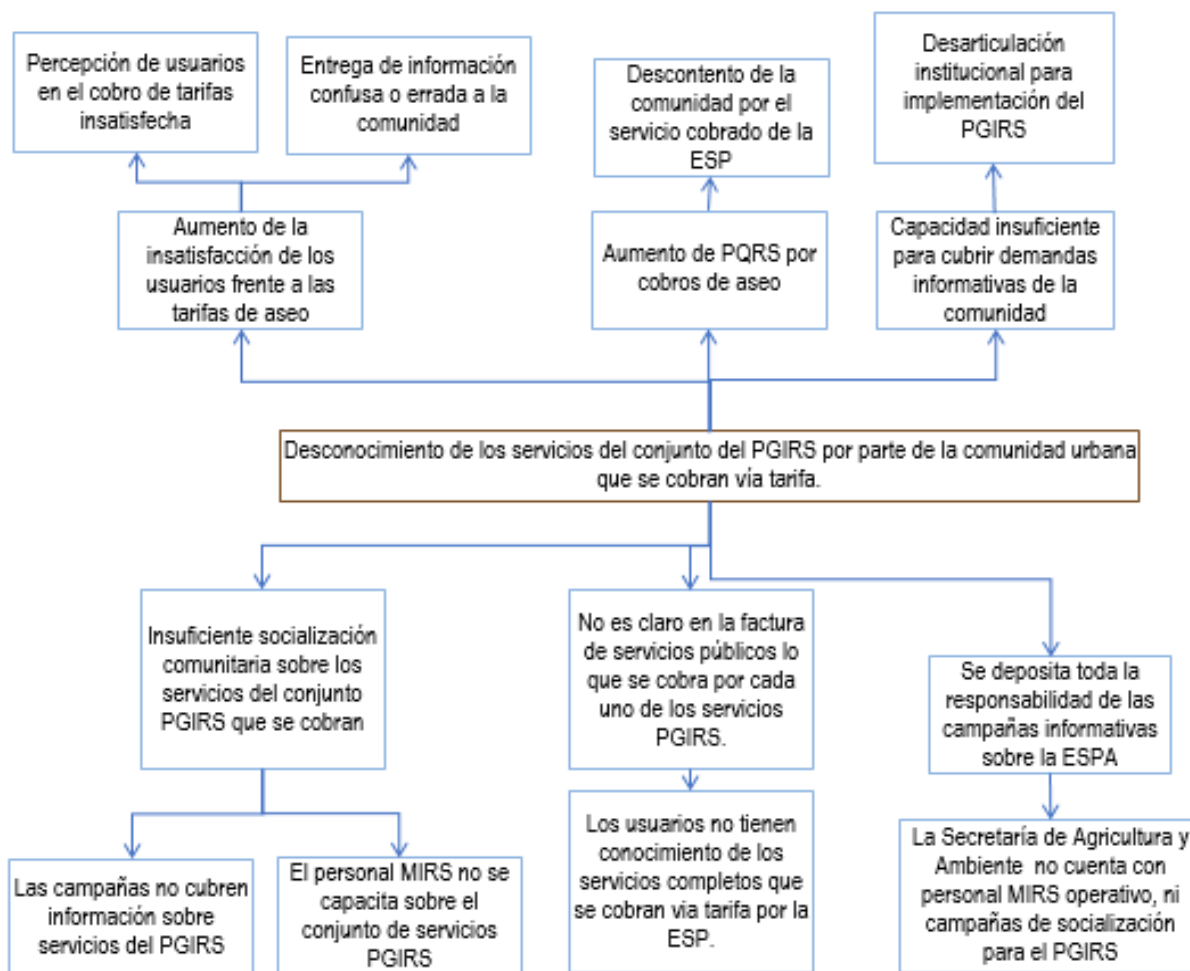 Percepción de usuarios
en el cobro de tarifas
insatisfecha
Entrega de información
confusa o errada a la
comunidad
Descontento de la
comunidad por el
servicio cobrado de la
ESP
Desarticulación
institucional para
implementación del
PGIRS
Aumento de la
insatisfacción de los
usuarios frente a las
tarifas de aseo
Aumento de PQRS por
cobros de aseo
Capacidad insuficiente
para cubrir demandas
informativas de la
comunidad
Desconocimiento de los servicios del conjunto del PGIRS por parte de la comunidad urbana
que se cobran vía tarifa.
Insuficiente socialización
comunitaria sobre los
servicios del conjunto
PGIRS que se cobran
No es claro en la factura
de servicios públicos lo
que se cobra por cada
uno de los servicios
PGIRS.
Se deposita toda la
responsabilidad de las
campañas informativas
sobre la ESPA
Las campañas no cubren
información sobre
servicios del PGIRS
El personal MIRS no se
capacita sobre el
conjunto de servicios
PGIRS
Los usuarios no tienen
conocimiento de los
servicios completos que
se cobran via tarifa por la
ESP.
La Secretaría de Agricultura y
Ambiente no cuenta con
personal MIRS operativo, ni
campañas de socialización
para el PGIRS